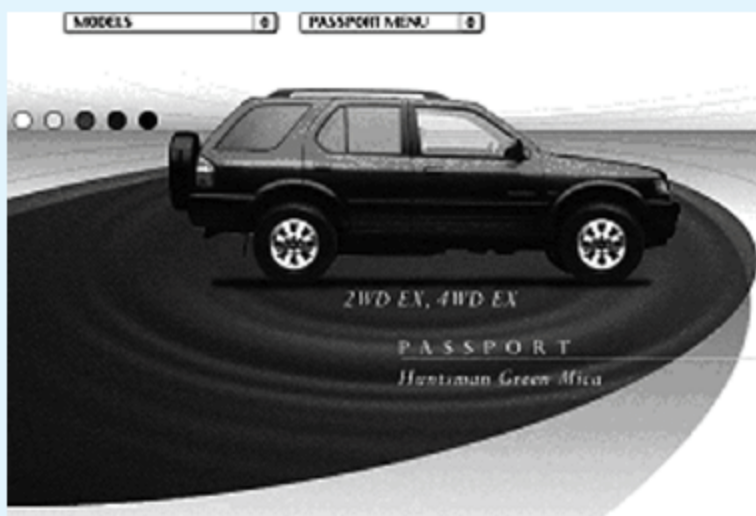 MODELS
PASSPORT MENU
2WD EX, 4WD EX
PASSPORT
Huntsman Green Mica